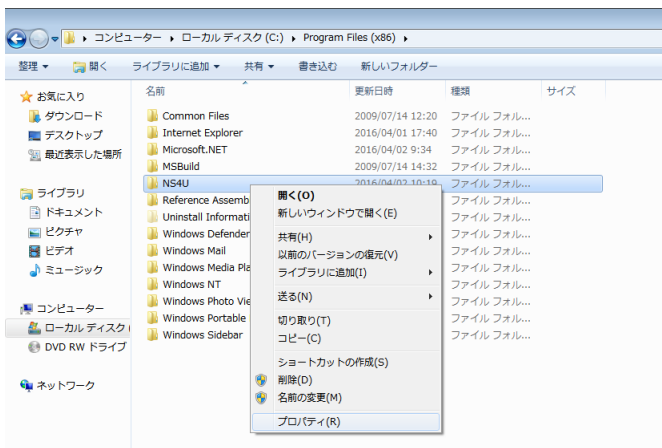 コンピューター ローカル ディスク (C:) Program Files (x86)
整理 開く ライブラリに追加 共有 書き込む 新しいフォルダー
お気に入り
ダウンロード
デスクトップ
最近表示した場所
ライブラリ
ドキュメント
ピクチャ
ビデオ
ミュージック
コンピューター
ローカル ディスク (
DVD RW ドライブ
ネットワーク
名前 更新日時 種類 サイズ
Common Files 2009/07/14 12:20 ファイル フォル...
Internet Explorer 2016/04/01 17:40 ファイル フォル...
Microsoft.NET 2016/04/02 9:34 ファイル フォル...
MSBuild 2009/07/14 14:32 ファイル フォル...
NS4U 2016/04/02 10:19 ファイル フォル...
Reference Assemb ファイル フォル...
Uninstall Informati ファイル フォル...
Windows Defender ファイル フォル...
Windows Mail ファイル フォル...
Windows Media Pla ファイル フォル...
Windows NT ファイル フォル...
Windows Photo Vie ファイル フォル...
Windows Portable ファイル フォル...
Windows Sidebar ファイル フォル...
開く(O)
新しいウィンドウで開く(E)
共有(H)
以前のバージョンの復元(V)
ライブラリに追加(I)
送る(N)
切り取り(T)
コピー(C)
ショートカットの作成(S)
削除(D)
名前の変更(M)
プロパティ(R)